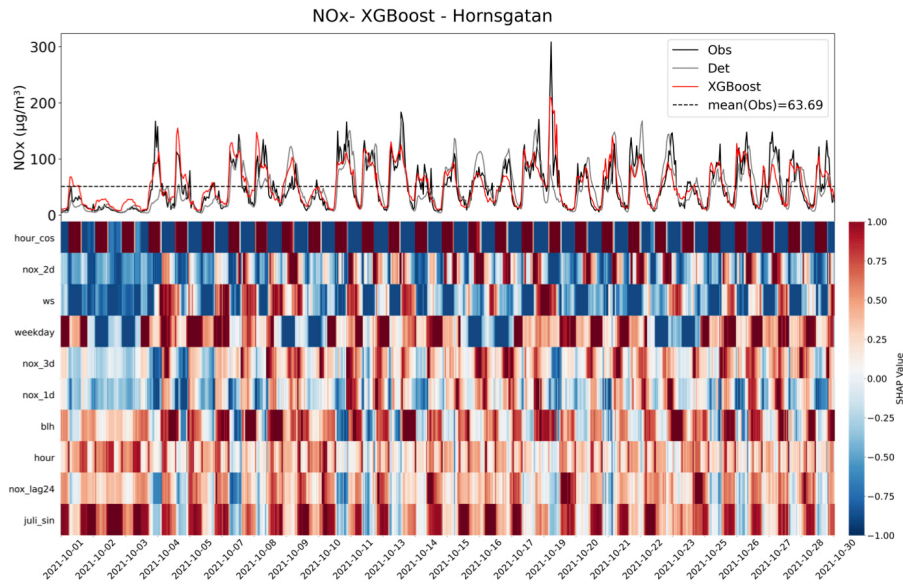 NOx- XGBoost - Hornsgatan
NOx (µg/m³)
300
200
100
0
Obs
Det
XGBoost
mean(Obs)=63.69
hour_cos
nox_2d
ws
weekday
nox_3d
nox_1d
blh
hour
nox_lag24
juli_sin
1.00
0.75
0.50
0.25
0.00
−0.25
−0.50
−0.75
−1.00
SHAP Value
2021-10-01
2021-10-02
2021-10-03
2021-10-04
2021-10-05
2021-10-07
2021-10-08
2021-10-09
2021-10-10
2021-10-11
2021-10-13
2021-10-14
2021-10-15
2021-10-16
2021-10-17
2021-10-19
2021-10-20
2021-10-21
2021-10-22
2021-10-23
2021-10-25
2021-10-26
2021-10-27
2021-10-28
2021-10-30